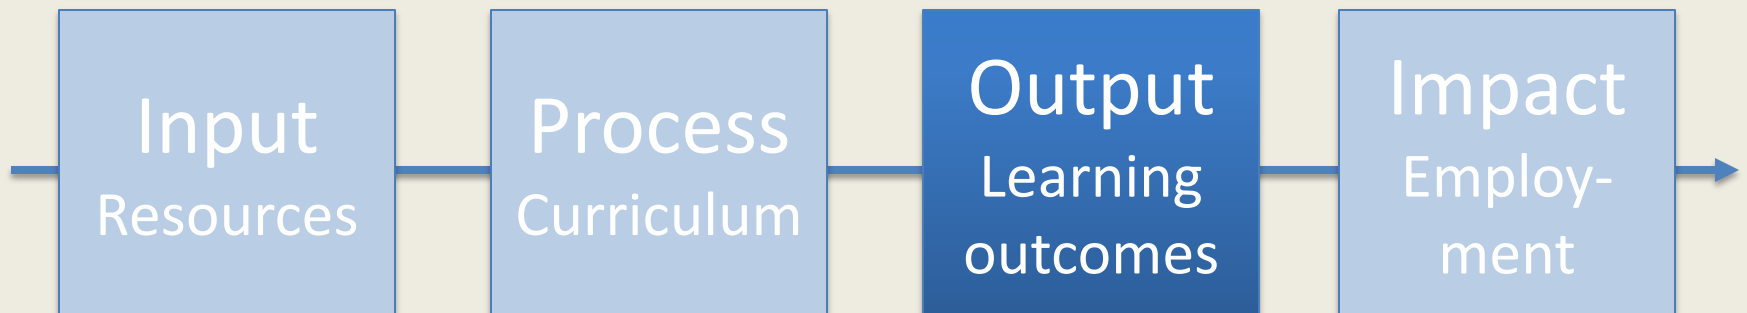 Input
Resources
Process
Curriculum
Output
Learning
outcomes
Impact
Employ-
ment